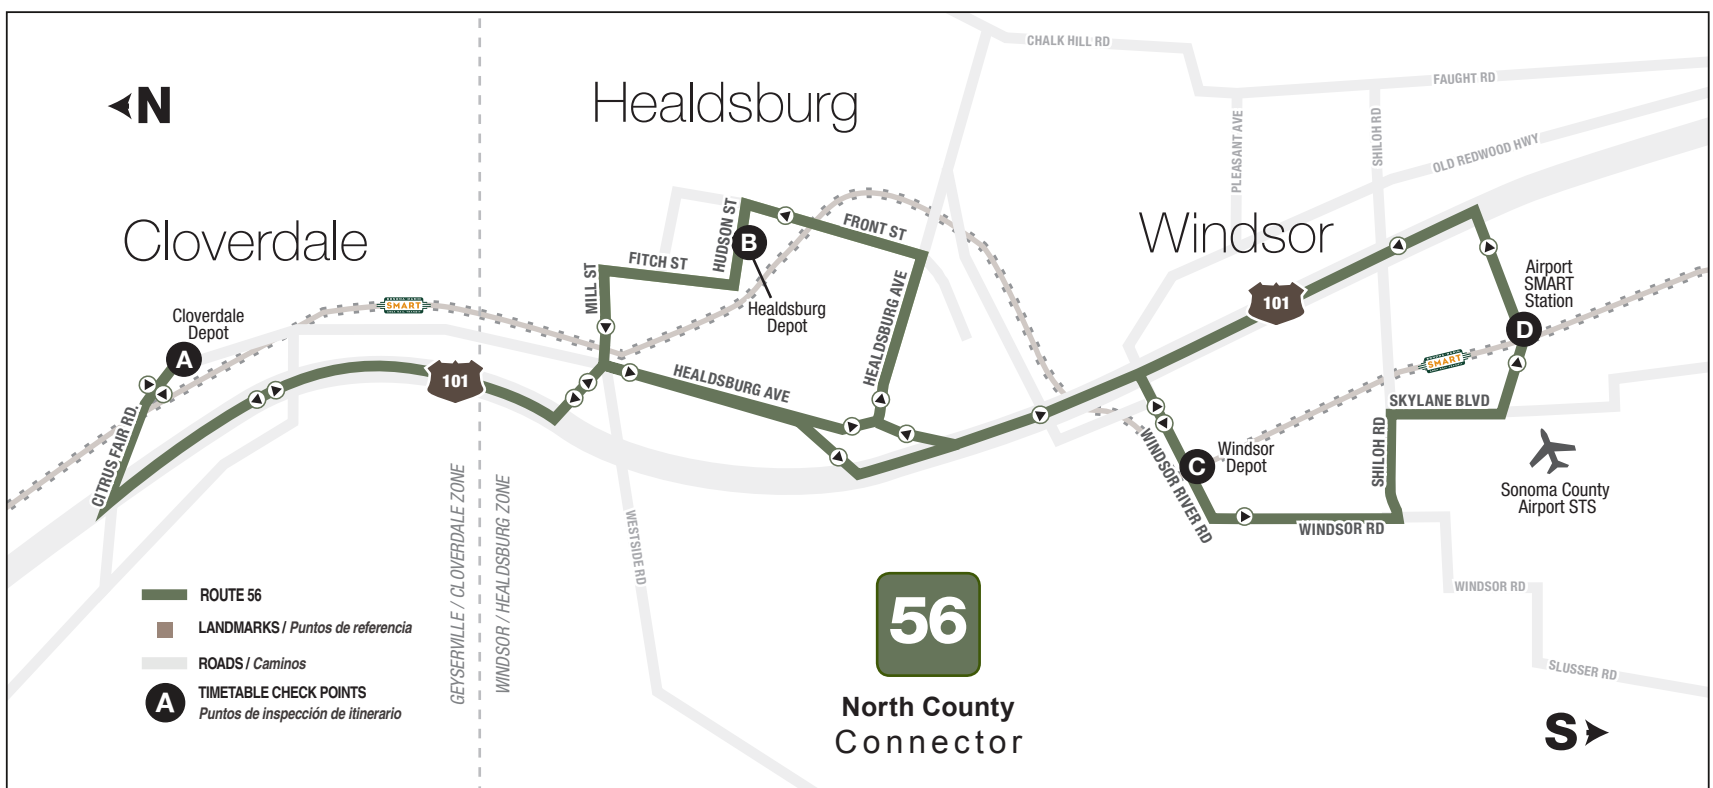 N
Healdsburg
Cloverdale
Windsor
CHALK HILL RD
FAUGHT RD
PLEASANT AVE
SHILOH RD
OLD REDWOOD HWY
HUDSON ST
FRONT ST
FITCH ST
MILL ST
B
Healdsburg
Depot
HEALDSBURG AVE
HEALDSBURG AVE
Cloverdale
Depot
A
SMART
101
CITRUS FAIR RD.
101
Airport
SMART
Station
D
SMART
SKYLANE BLVD
SHILOH RD
Windsor
Depot
C
WINDSOR RIVER RD
WINDSOR RD
Sonoma County
Airport STS
WESTSIDE RD
WINDSOR RD
SLUSSER RD
GEYSERVILLE / CLOVERDALE ZONE
WINDSOR / HEALDSBURG ZONE
ROUTE 56
LANDMARKS / Puntos de referencia
ROADS / Caminos
A
TIMETABLE CHECK POINTS
Puntos de inspección de itinerario
56
North County
Connector
S